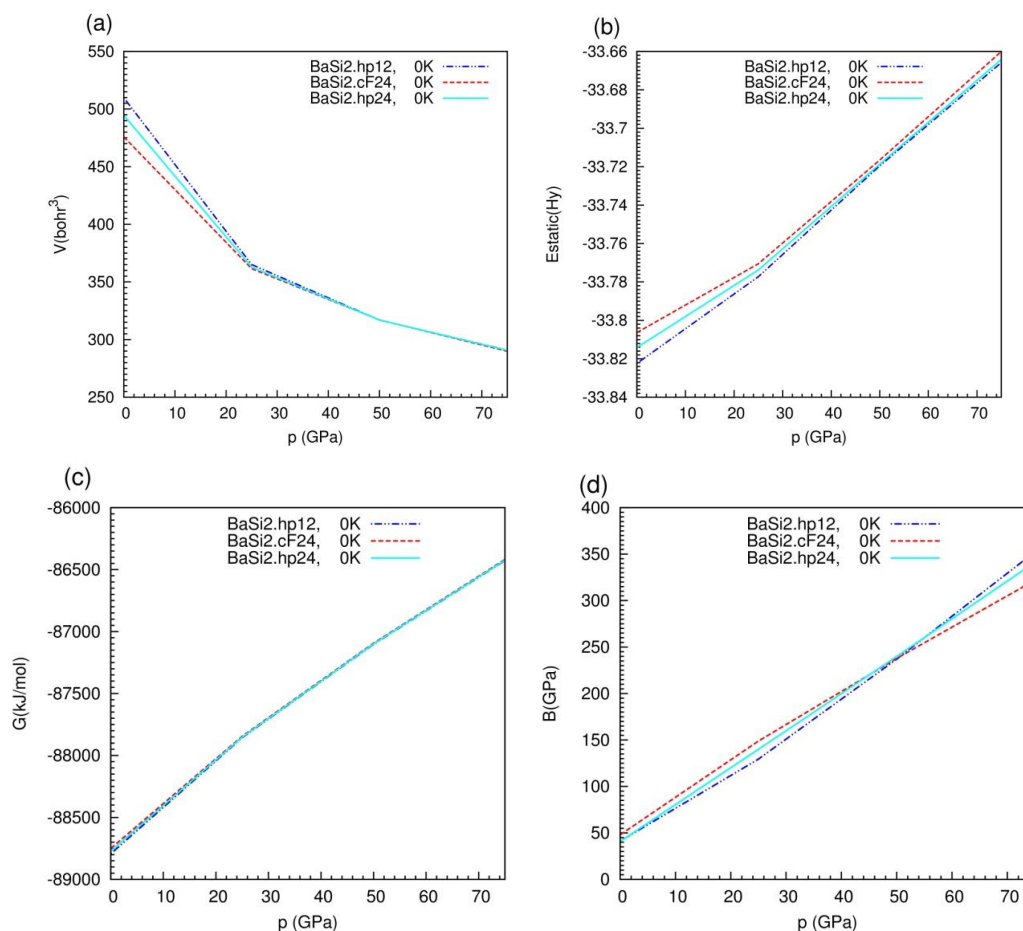 (a)
550
500
450
400
350
300
250
V(bohr³)
BaSi2.hp12, 0K
BaSi2.cF24, 0K
BaSi2.hp24, 0K
0 10 20 30 40 50 60 70
p (GPa)
(b)
-33.66
-33.68
-33.7
-33.72
-33.74
-33.76
-33.78
-33.8
-33.82
-33.84
Estatic(Hy)
BaSi2.hp12, 0K
BaSi2.cF24, 0K
BaSi2.hp24, 0K
0 10 20 30 40 50 60 70
p (GPa)
(c)
-86000
-86500
-87000
-87500
-88000
-88500
-89000
G(kJ/mol)
BaSi2.hp12, 0K
BaSi2.cF24, 0K
BaSi2.hp24, 0K
0 10 20 30 40 50 60 70
p (GPa)
(d)
400
350
300
250
200
150
100
50
0
B(GPa)
BaSi2.hp12, 0K
BaSi2.cF24, 0K
BaSi2.hp24, 0K
0 10 20 30 40 50 60 70
p (GPa)